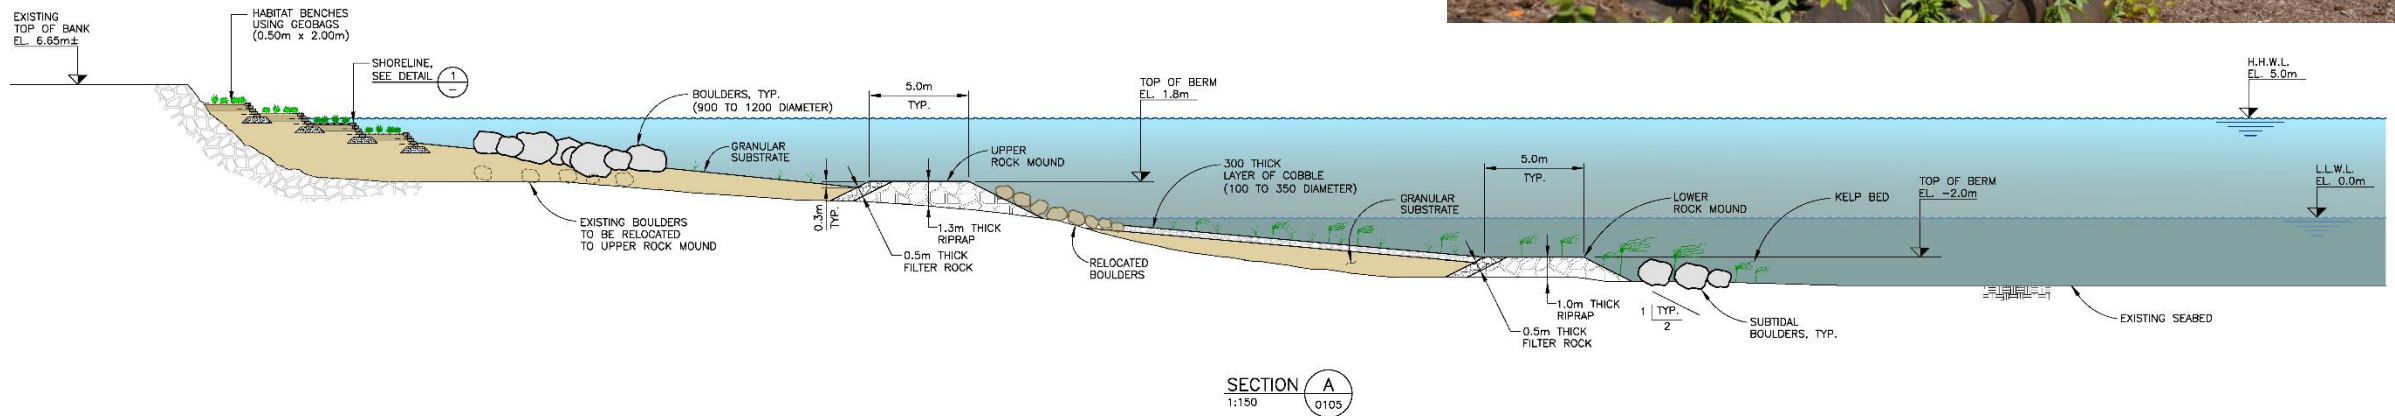 EXISTING
TOP OF BANK
EL. 6.65m±
HABITAT BENCHES
USING GEOBAGS
(0.50m x 2.00m)
SHORELINE,
SEE DETAIL
1
–
BOULDERS, TYP.
(900 TO 1200 DIAMETER)
5.0m
TYP.
TOP OF BERM
EL. 1.8m
H.H.W.L.
EL. 5.0m
GRANULAR
SUBSTRATE
UPPER
ROCK MOUND
300 THICK
LAYER OF COBBLE
(100 TO 350 DIAMETER)
5.0m
TYP.
L.L.W.L.
EL. 0.0m
TOP OF BERM
EL. -2.0m
GRANULAR
SUBSTRATE
LOWER
ROCK MOUND
KELP BED
EXISTING BOULDERS
TO BE RELOCATED
TO UPPER ROCK MOUND
0.3m
TYP.
1.3m THICK
RIPRAP
0.5m THICK
FILTER ROCK
RELOCATED
BOULDERS
1.0m THICK
RIPRAP
0.5m THICK
FILTER ROCK
1
TYP.
2
SUBTIDAL
BOULDERS, TYP.
EXISTING SEABED
SECTION
1:150
A
0105